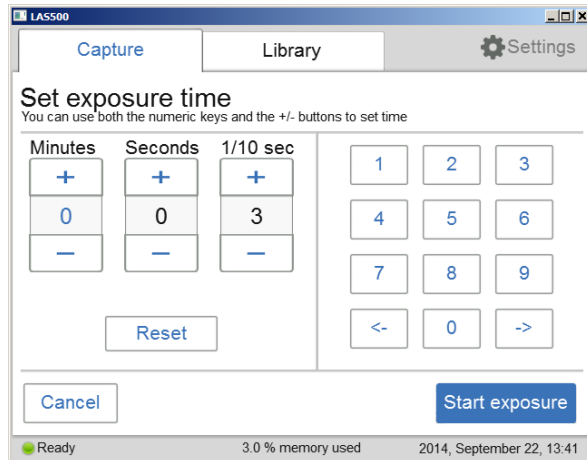 LAS500
Capture
Library
Settings
Set exposure time
You can use both the numeric keys and the +/- buttons to set time
Minutes Seconds 1/10 sec
+ + +
0 0 3
– – –
1 2 3
4 5 6
7 8 9
<- 0 ->
Reset
Cancel
Start exposure
Ready
3.0 % memory used
2014, September 22, 13:41